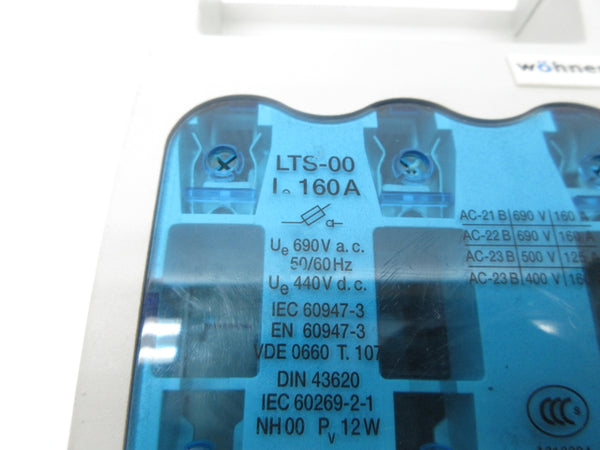 wöhner
LTS-00
Ie 160A
Ue 690V a.c.
50/60Hz
Ue 440V d.c.
IEC 60947-3
EN 60947-3
VDE 0660 T. 107
DIN 43620
IEC 60269-2-1
NH 00 Pv 12W
AC-21 B 690 V 160 A
AC-22 B 690 V 160 A
AC-23 B 500 V 125 A
AC-23 B 400 V 160
CCC S